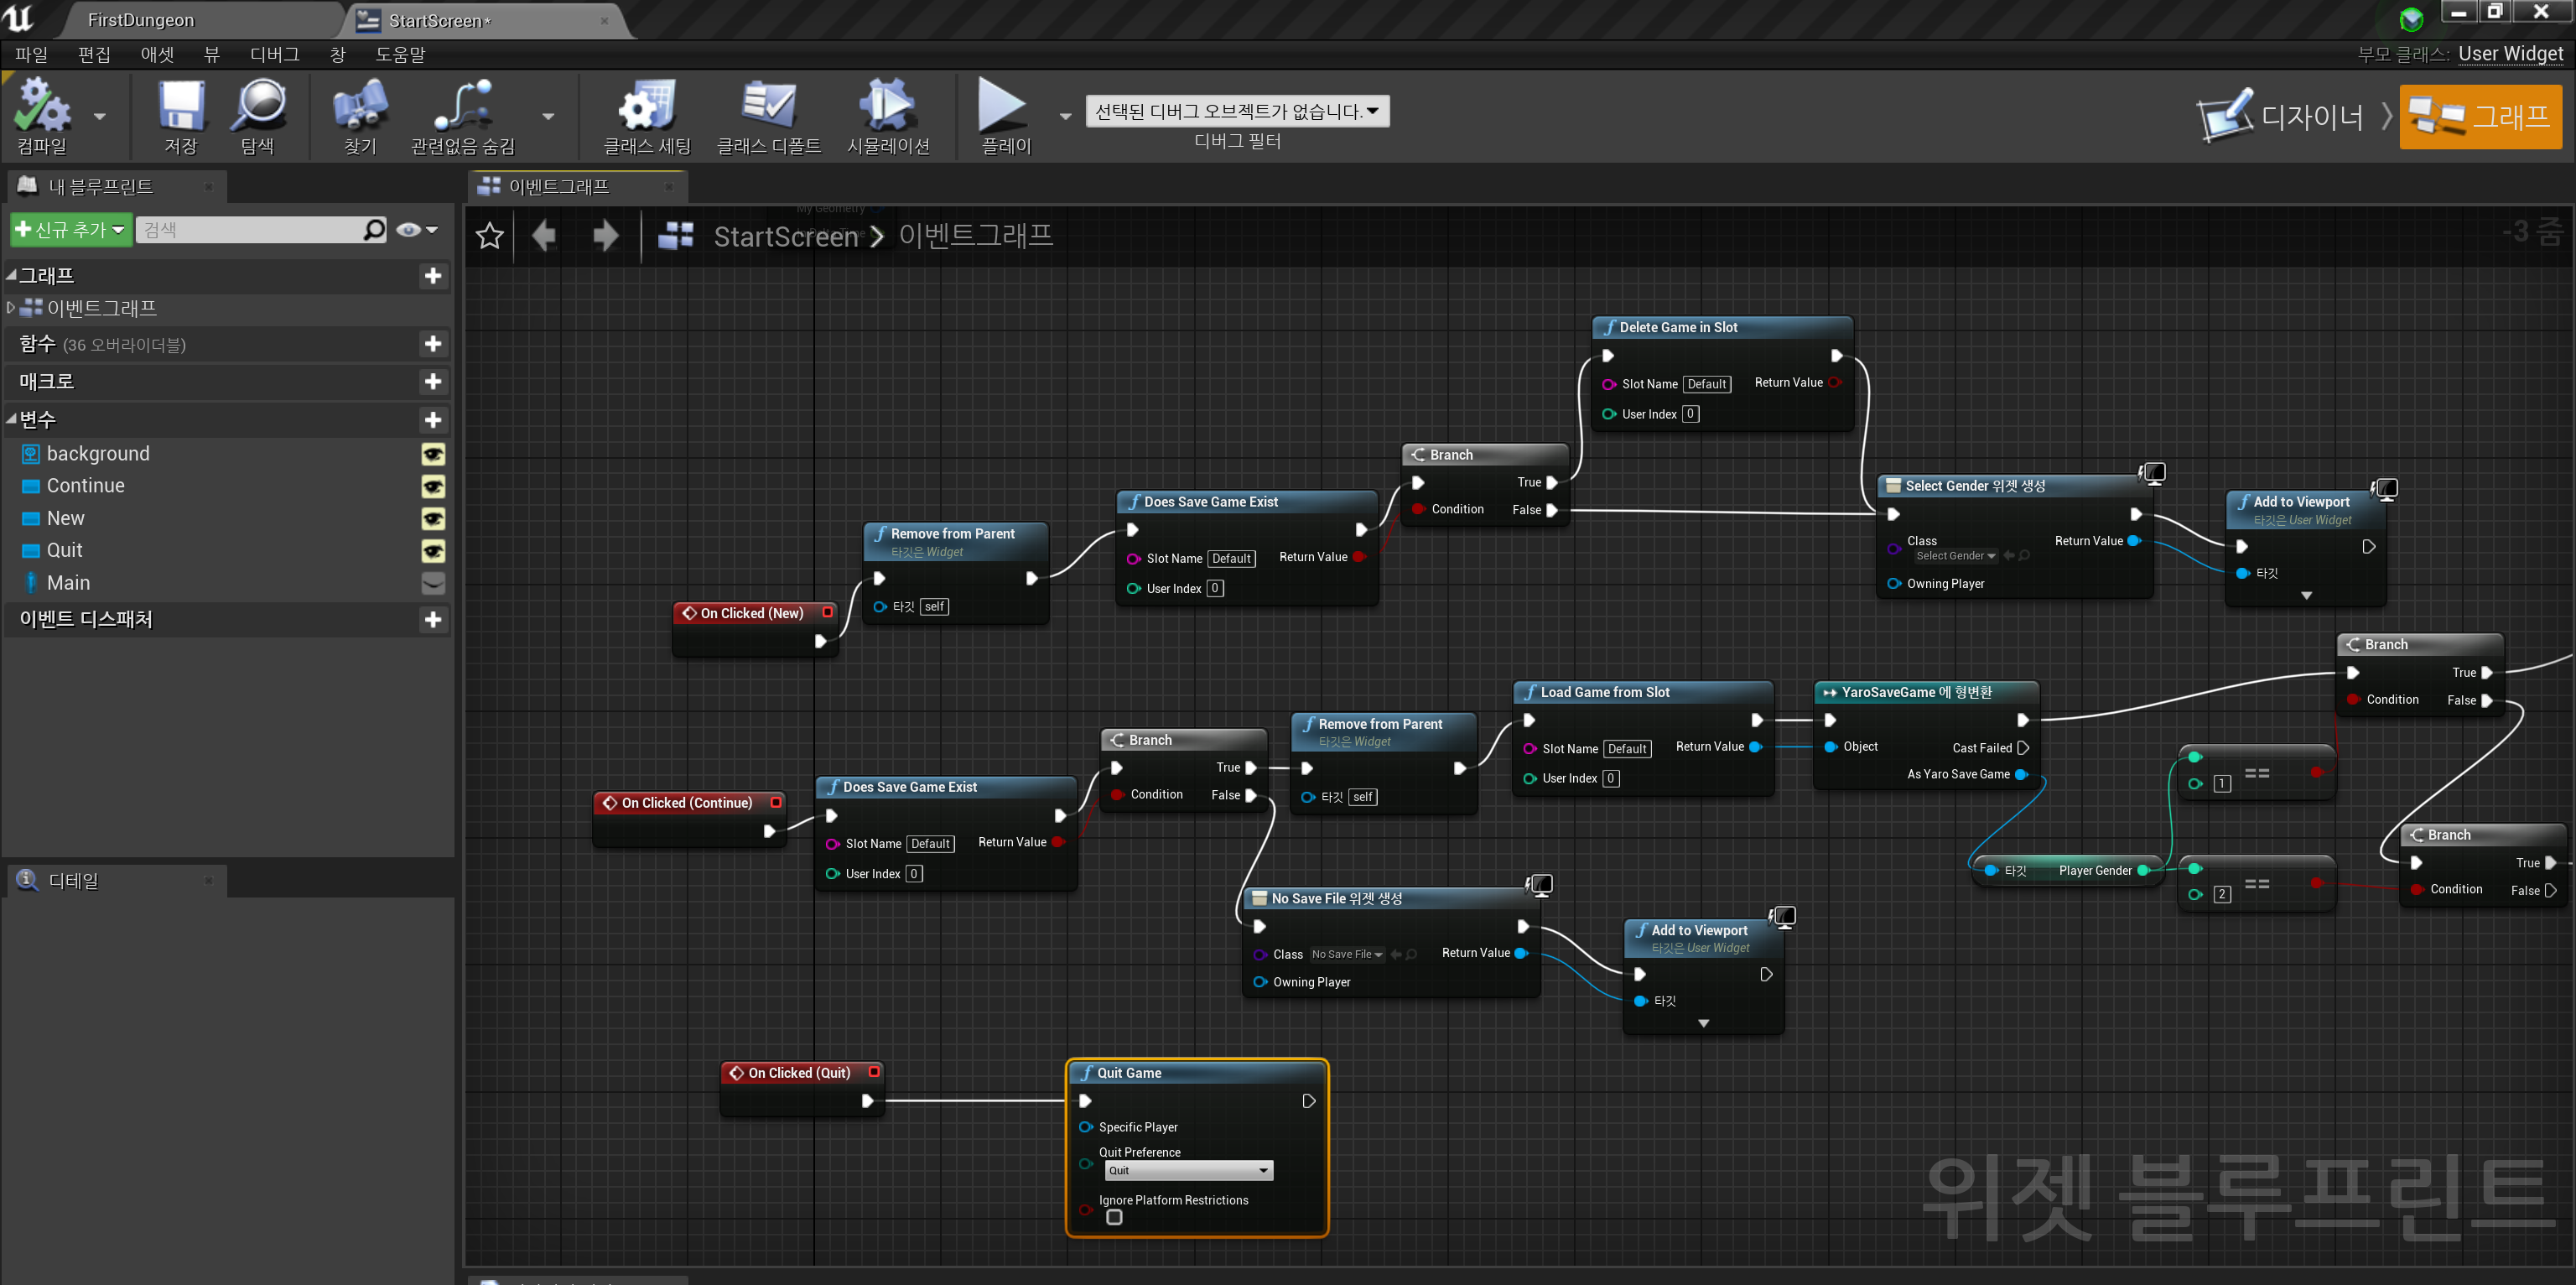 FirstDungeon
StartScreen*
파일 편집 애셋 뷰 디버그 창 도움말
부모 클래스: User Widget
컴파일
저장
탐색
찾기
관련없음 숨김
클래스 세팅
클래스 디폴트
시뮬레이션
플레이
선택된 디버그 오브젝트가 없습니다.
디버그 필터
디자이너
그래프
내 블루프린트
이벤트그래프
신규 추가
검색
My Geometry
StartScreen 이벤트그래프
-3 줌
그래프
이벤트그래프
함수 (36 오버라이더블)
매크로
변수
background
Continue
New
Quit
Main
이벤트 디스패처
디테일
Delete Game in Slot
Slot Name Default Return Value
User Index 0
Branch
True
Condition False
Select Gender 위젯 생성
Class
Select Gender
Return Value
Owning Player
Add to Viewport
타깃은 User Widget
타깃
Does Save Game Exist
Slot Name Default Return Value
User Index 0
Remove from Parent
타깃은 Widget
타깃 self
On Clicked (New)
Branch
True
Condition False
Load Game from Slot
Slot Name Default Return Value
User Index 0
YaroSaveGame 에 형변환
Object
Cast Failed
As Yaro Save Game
Remove from Parent
타깃은 Widget
타깃 self
Branch
True
Condition False
Does Save Game Exist
Slot Name Default Return Value
User Index 0
On Clicked (Continue)
1 ==
2 ==
타깃 Player Gender
Branch
True
Condition False
No Save File 위젯 생성
Class No Save File Return Value
Owning Player
Add to Viewport
타깃은 User Widget
타깃
On Clicked (Quit)
Quit Game
Specific Player
Quit Preference
Quit
Ignore Platform Restrictions
위젯 블루프린트